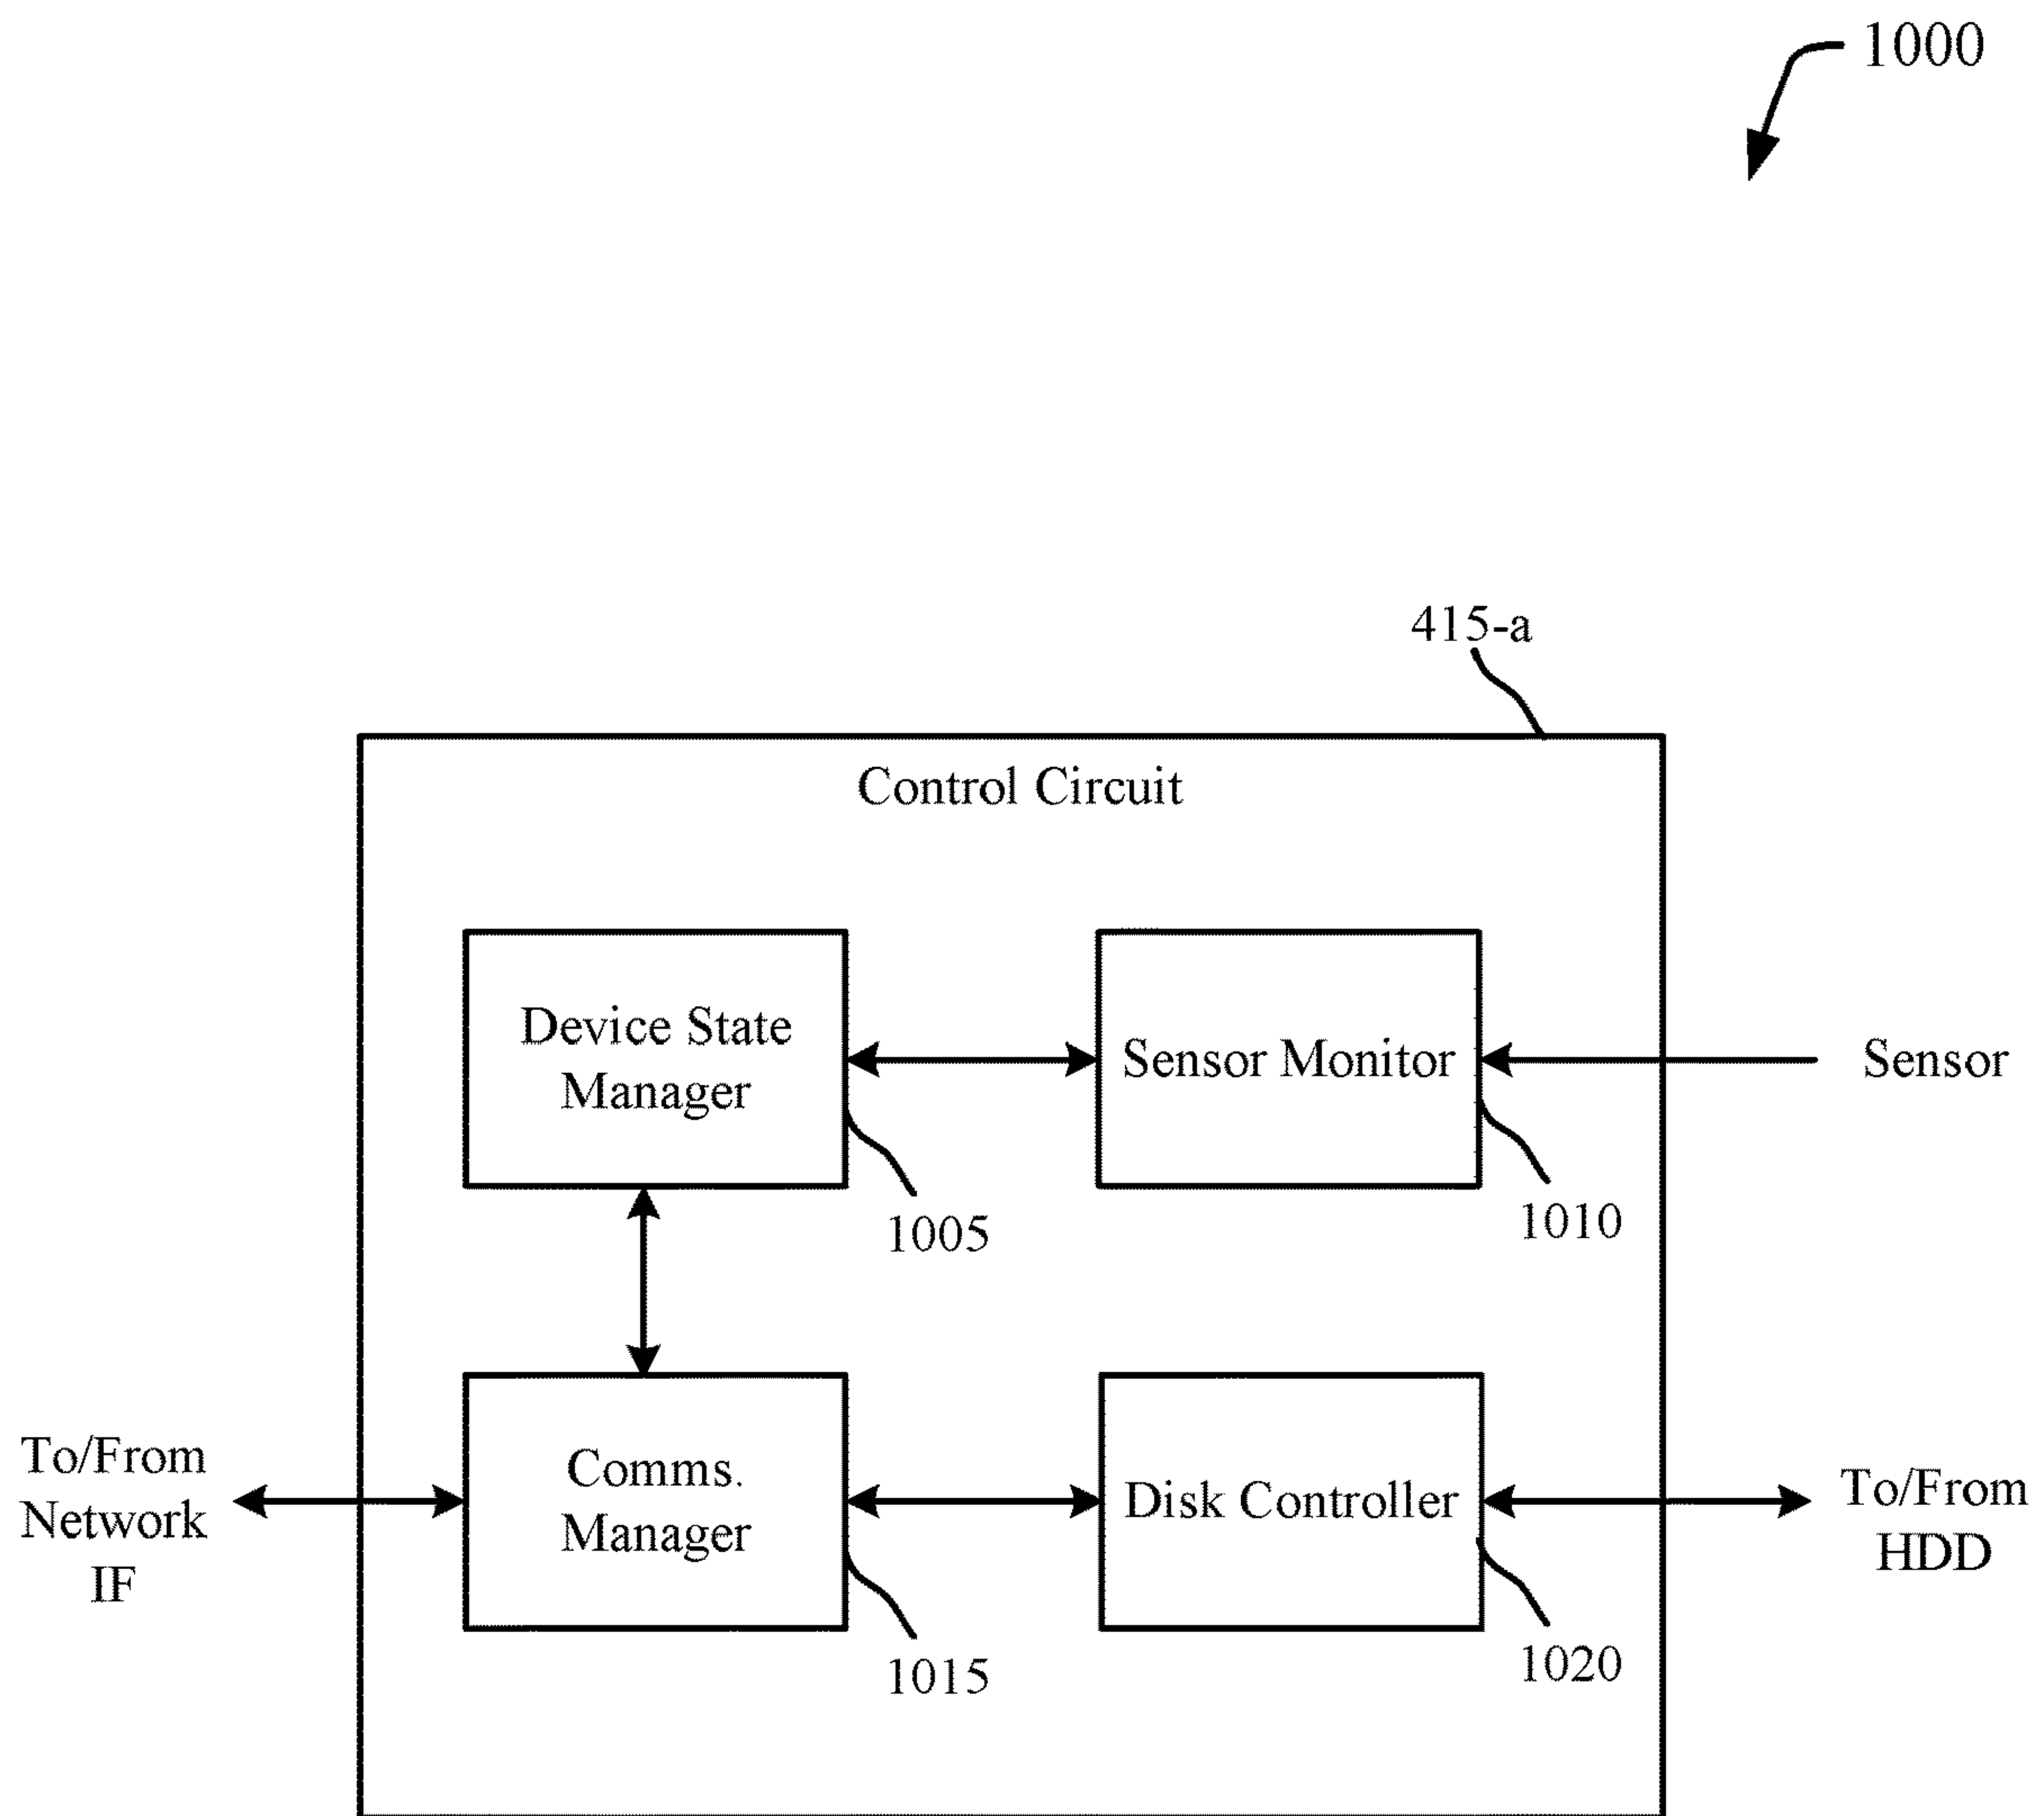 1000
415-a
Control Circuit
Device State
Manager
Sensor Monitor
Sensor
1005
1010
To/From
Network
IF
Comms.
Manager
Disk Controller
To/From
HDD
1015
1020